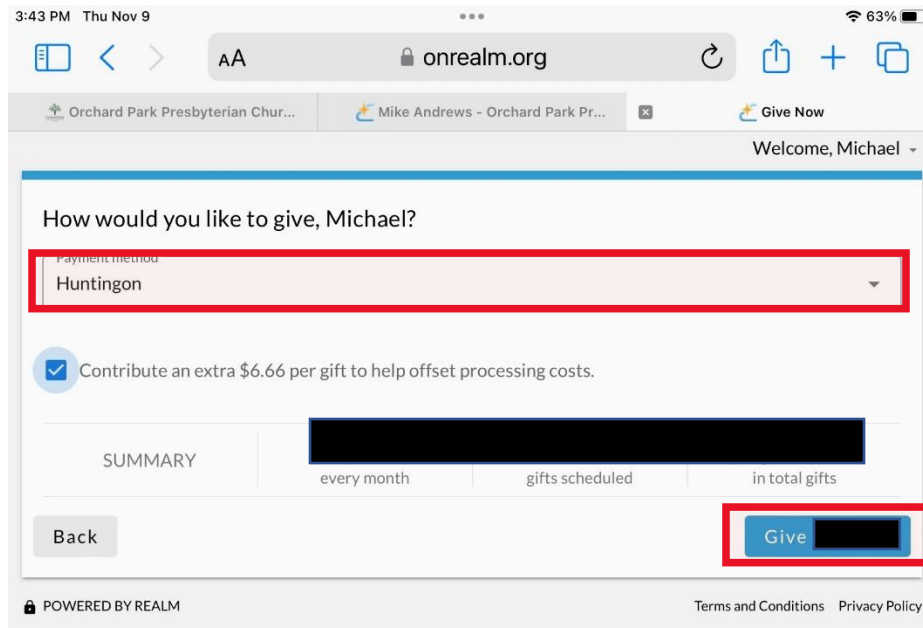 3:43 PM Thu Nov 9
63%
AA
onrealm.org
Orchard Park Presbyterian Chur...
Mike Andrews - Orchard Park Pr...
Give Now
Welcome, Michael
How would you like to give, Michael?
Payment method
Huntingon
Contribute an extra $6.66 per gift to help offset processing costs.
SUMMARY
every month
gifts scheduled
in total gifts
Back
Give
POWERED BY REALM
Terms and Conditions Privacy Policy